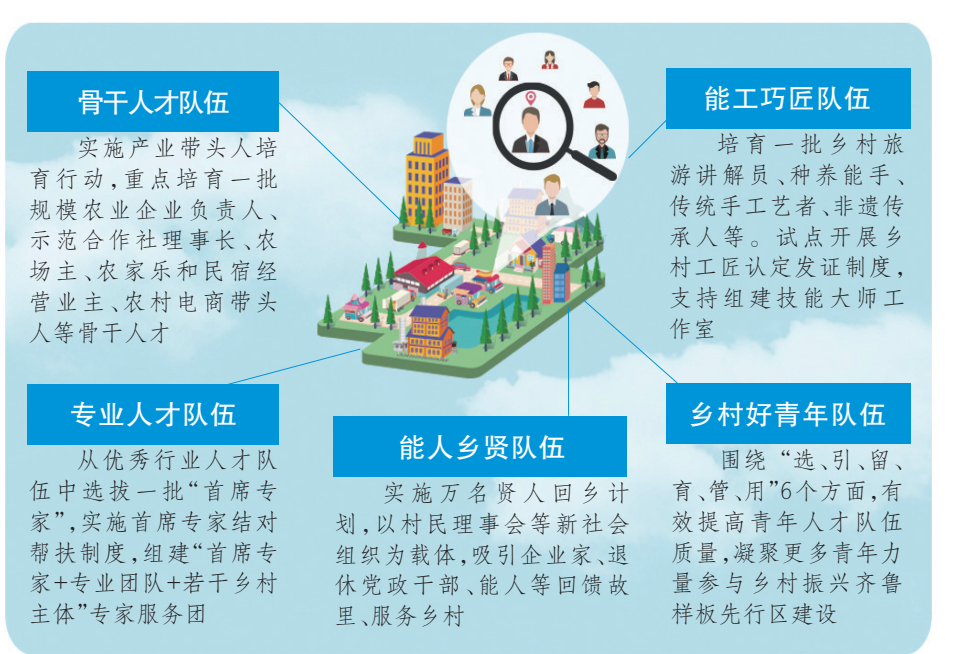 骨干人才队伍
实施产业带头人培
育行动,重点培育一批
规模农业企业负责人、
示范合作社理事长、农
场主、农家乐和民宿经
营业主、农村电商带头
人等骨干人才
能工巧匠队伍
培育一批乡村旅
游讲解员、种养能手、
传统手工艺者、非遗传
承人等。试点开展乡
村工匠认定发证制度,
支持组建技能大师工
作室
专业人才队伍
从优秀行业人才队
伍中选拔一批“首席专
家”,实施首席专家结对
帮扶制度,组建“首席专
家+专业团队+若干乡村
主体”专家服务团
能人乡贤队伍
实施万名贤人回乡计
划,以村民理事会等新社会
组织为载体,吸引企业家、退
休党政干部、能人等回馈故
里、服务乡村
乡村好青年队伍
围绕“选、引、留、
育、管、用”6个方面,有
效提高青年人才队伍
质量,凝聚更多青年力
量参与乡村振兴齐鲁
样板先行区建设